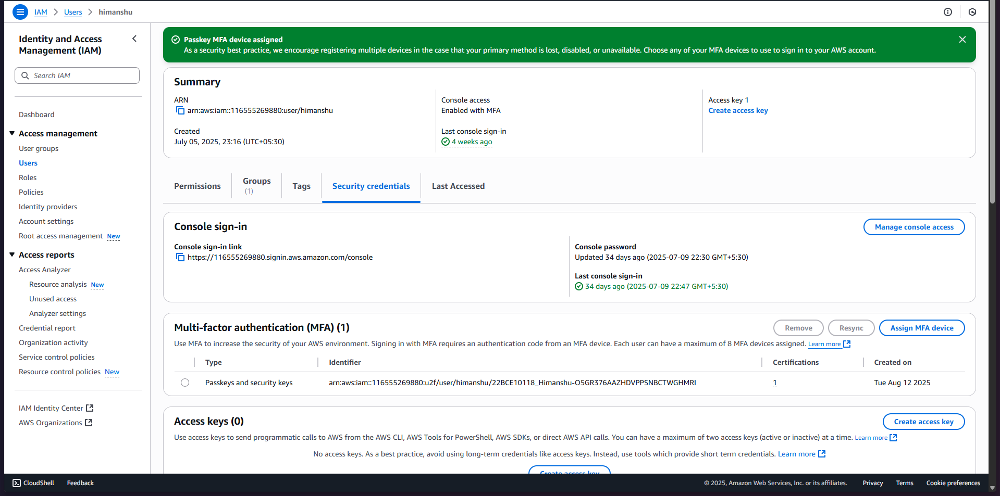 IAM > Users > himanshu
Identity and Access
Management (IAM)
Search IAM
Dashboard
Access management
User groups
Users
Roles
Policies
Identity providers
Account settings
Root access management New
Access reports
Access Analyzer
Resource analysis New
Unused access
Analyzer settings
Credential report
Organization activity
Service control policies
Resource control policies New
IAM Identity Center
AWS Organizations
Passkey MFA device assigned
As a security best practice, we encourage registering multiple devices in the case that your primary method is lost, disabled, or unavailable. Choose any of your MFA devices to use to sign in to your AWS account.
Summary
ARN
arn:aws:iam::116555269880:user/himanshu
Created
July 05, 2025, 23:16 (UTC+05:30)
Console access
Enabled with MFA
Last console sign-in
4 weeks ago
Access key 1
Create access key
Permissions
Groups
(1)
Tags
Security credentials
Last Accessed
Console sign-in
Manage console access
Console sign-in link
https://116555269880.signin.aws.amazon.com/console
Console password
Updated 34 days ago (2025-07-09 22:30 GMT+5:30)
Last console sign-in
34 days ago (2025-07-09 22:47 GMT+5:30)
Multi-factor authentication (MFA) (1)
Remove
Resync
Assign MFA device
Use MFA to increase the security of your AWS environment. Signing in with MFA requires an authentication code from an MFA device. Each user can have a maximum of 8 MFA devices assigned. Learn more
Type Identifier Certifications Created on
Passkeys and security keys arn:aws:iam::116555269880:u2f/user/himanshu/22BCE10118_Himanshu-O5GR376AAZHDVPPSNBCTWGHMRI 1 Tue Aug 12 2025
Access keys (0)
Create access key
Use access keys to send programmatic calls to AWS from the AWS CLI, AWS Tools for PowerShell, AWS SDKs, or direct AWS API calls. You can have a maximum of two access keys (active or inactive) at a time. Learn more
No access keys. As a best practice, avoid using long-term credentials like access keys. Instead, use tools which provide short term credentials. Learn more
Create access key
CloudShell Feedback © 2025, Amazon Web Services, Inc. or its affiliates. Privacy Terms Cookie preferences